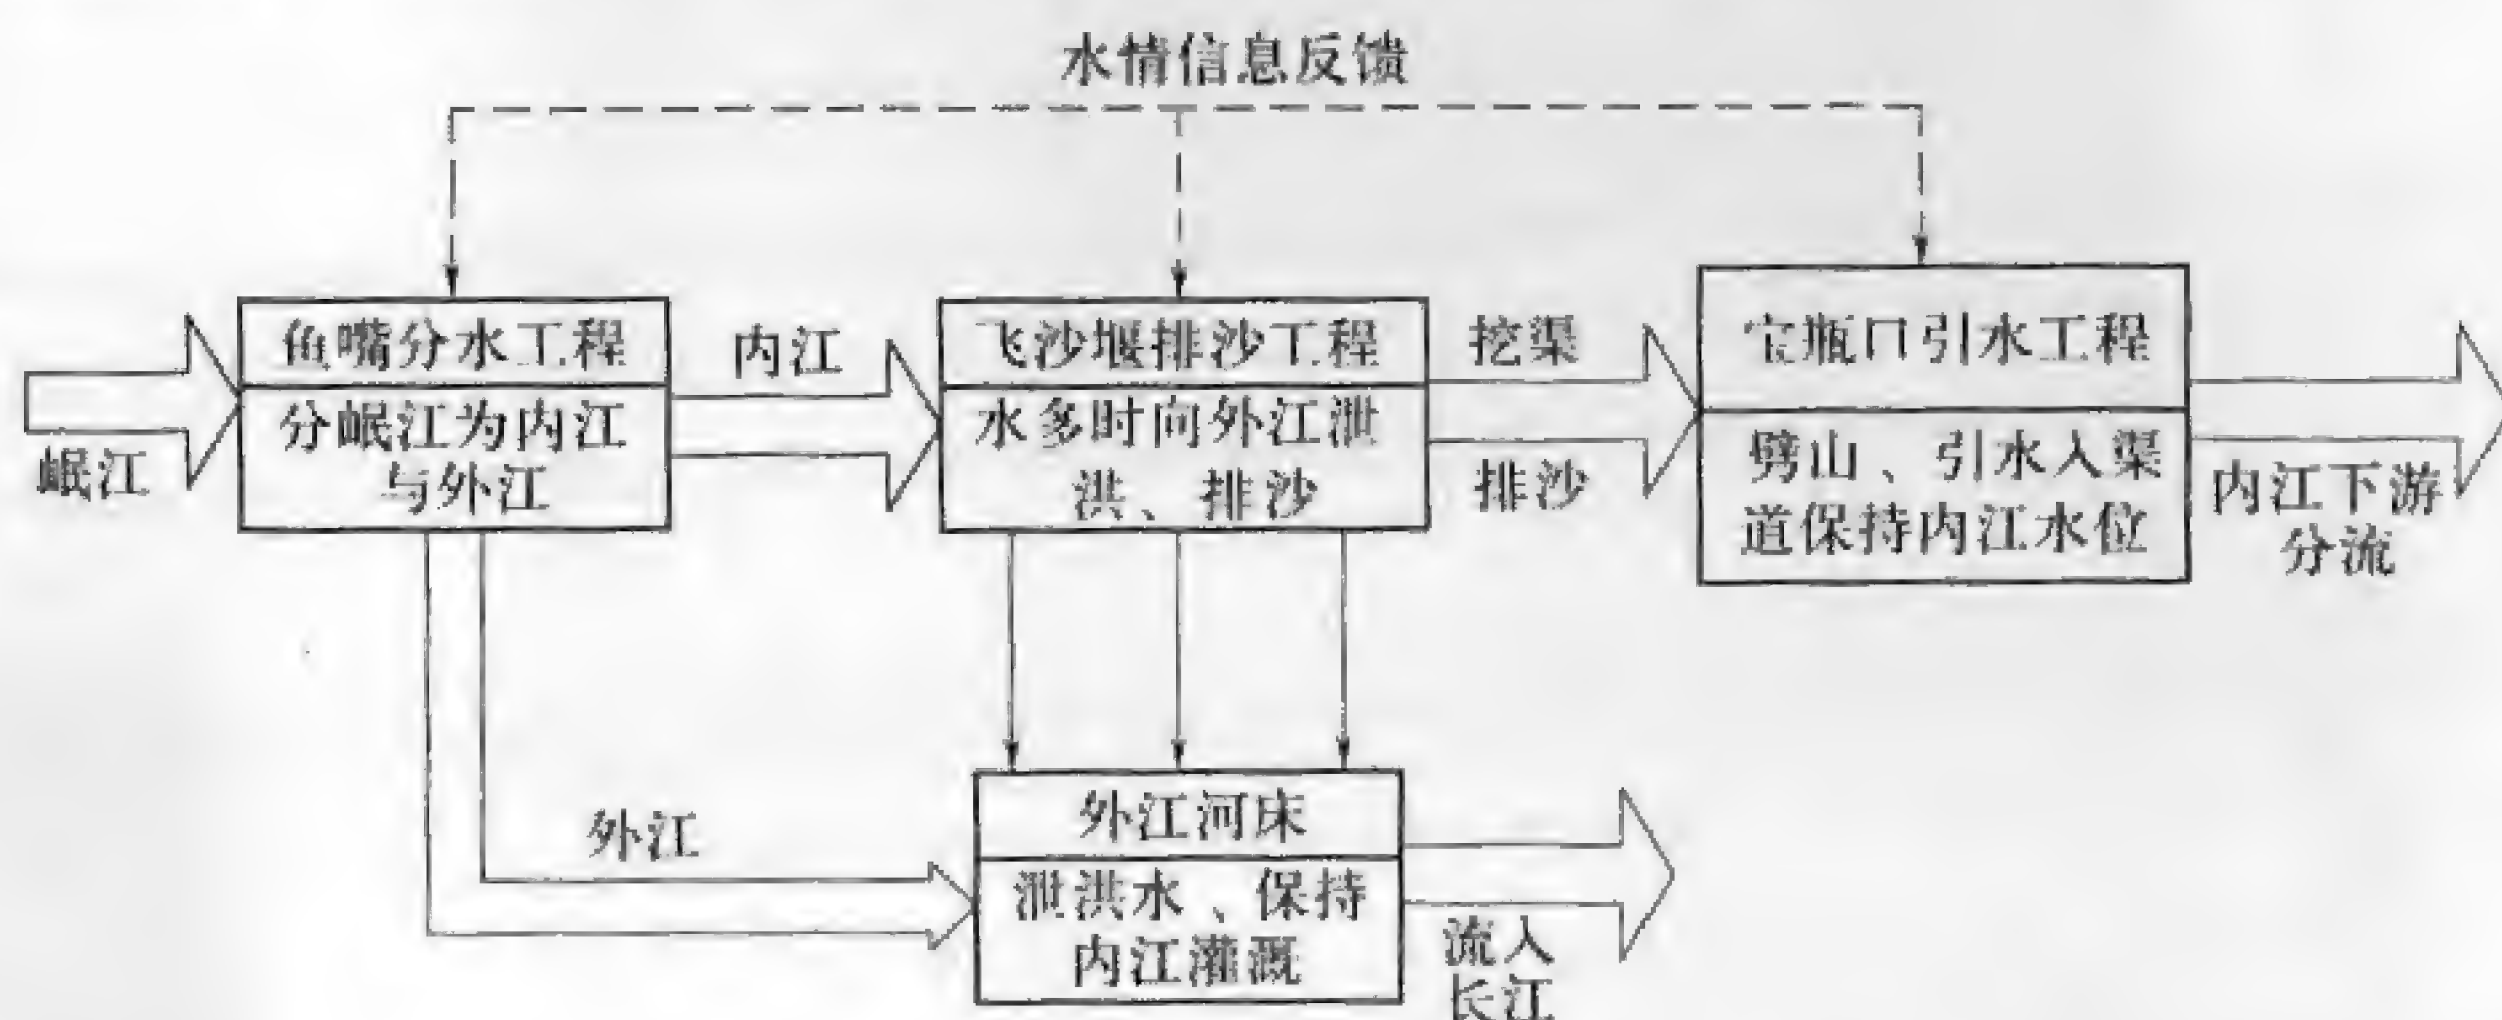 水情信息反馈
鱼嘴分水工程
分岷江为内江
与外江
岷江
内江
飞沙堰排沙工程
水多时向外江泄
洪、排沙
挖渠
排沙
宝瓶口引水工程
劈山、引水入渠
道保持内江水位
内江下游
分流
外江
外江河床
泄洪水、保持
内江灌溉
流入
长江